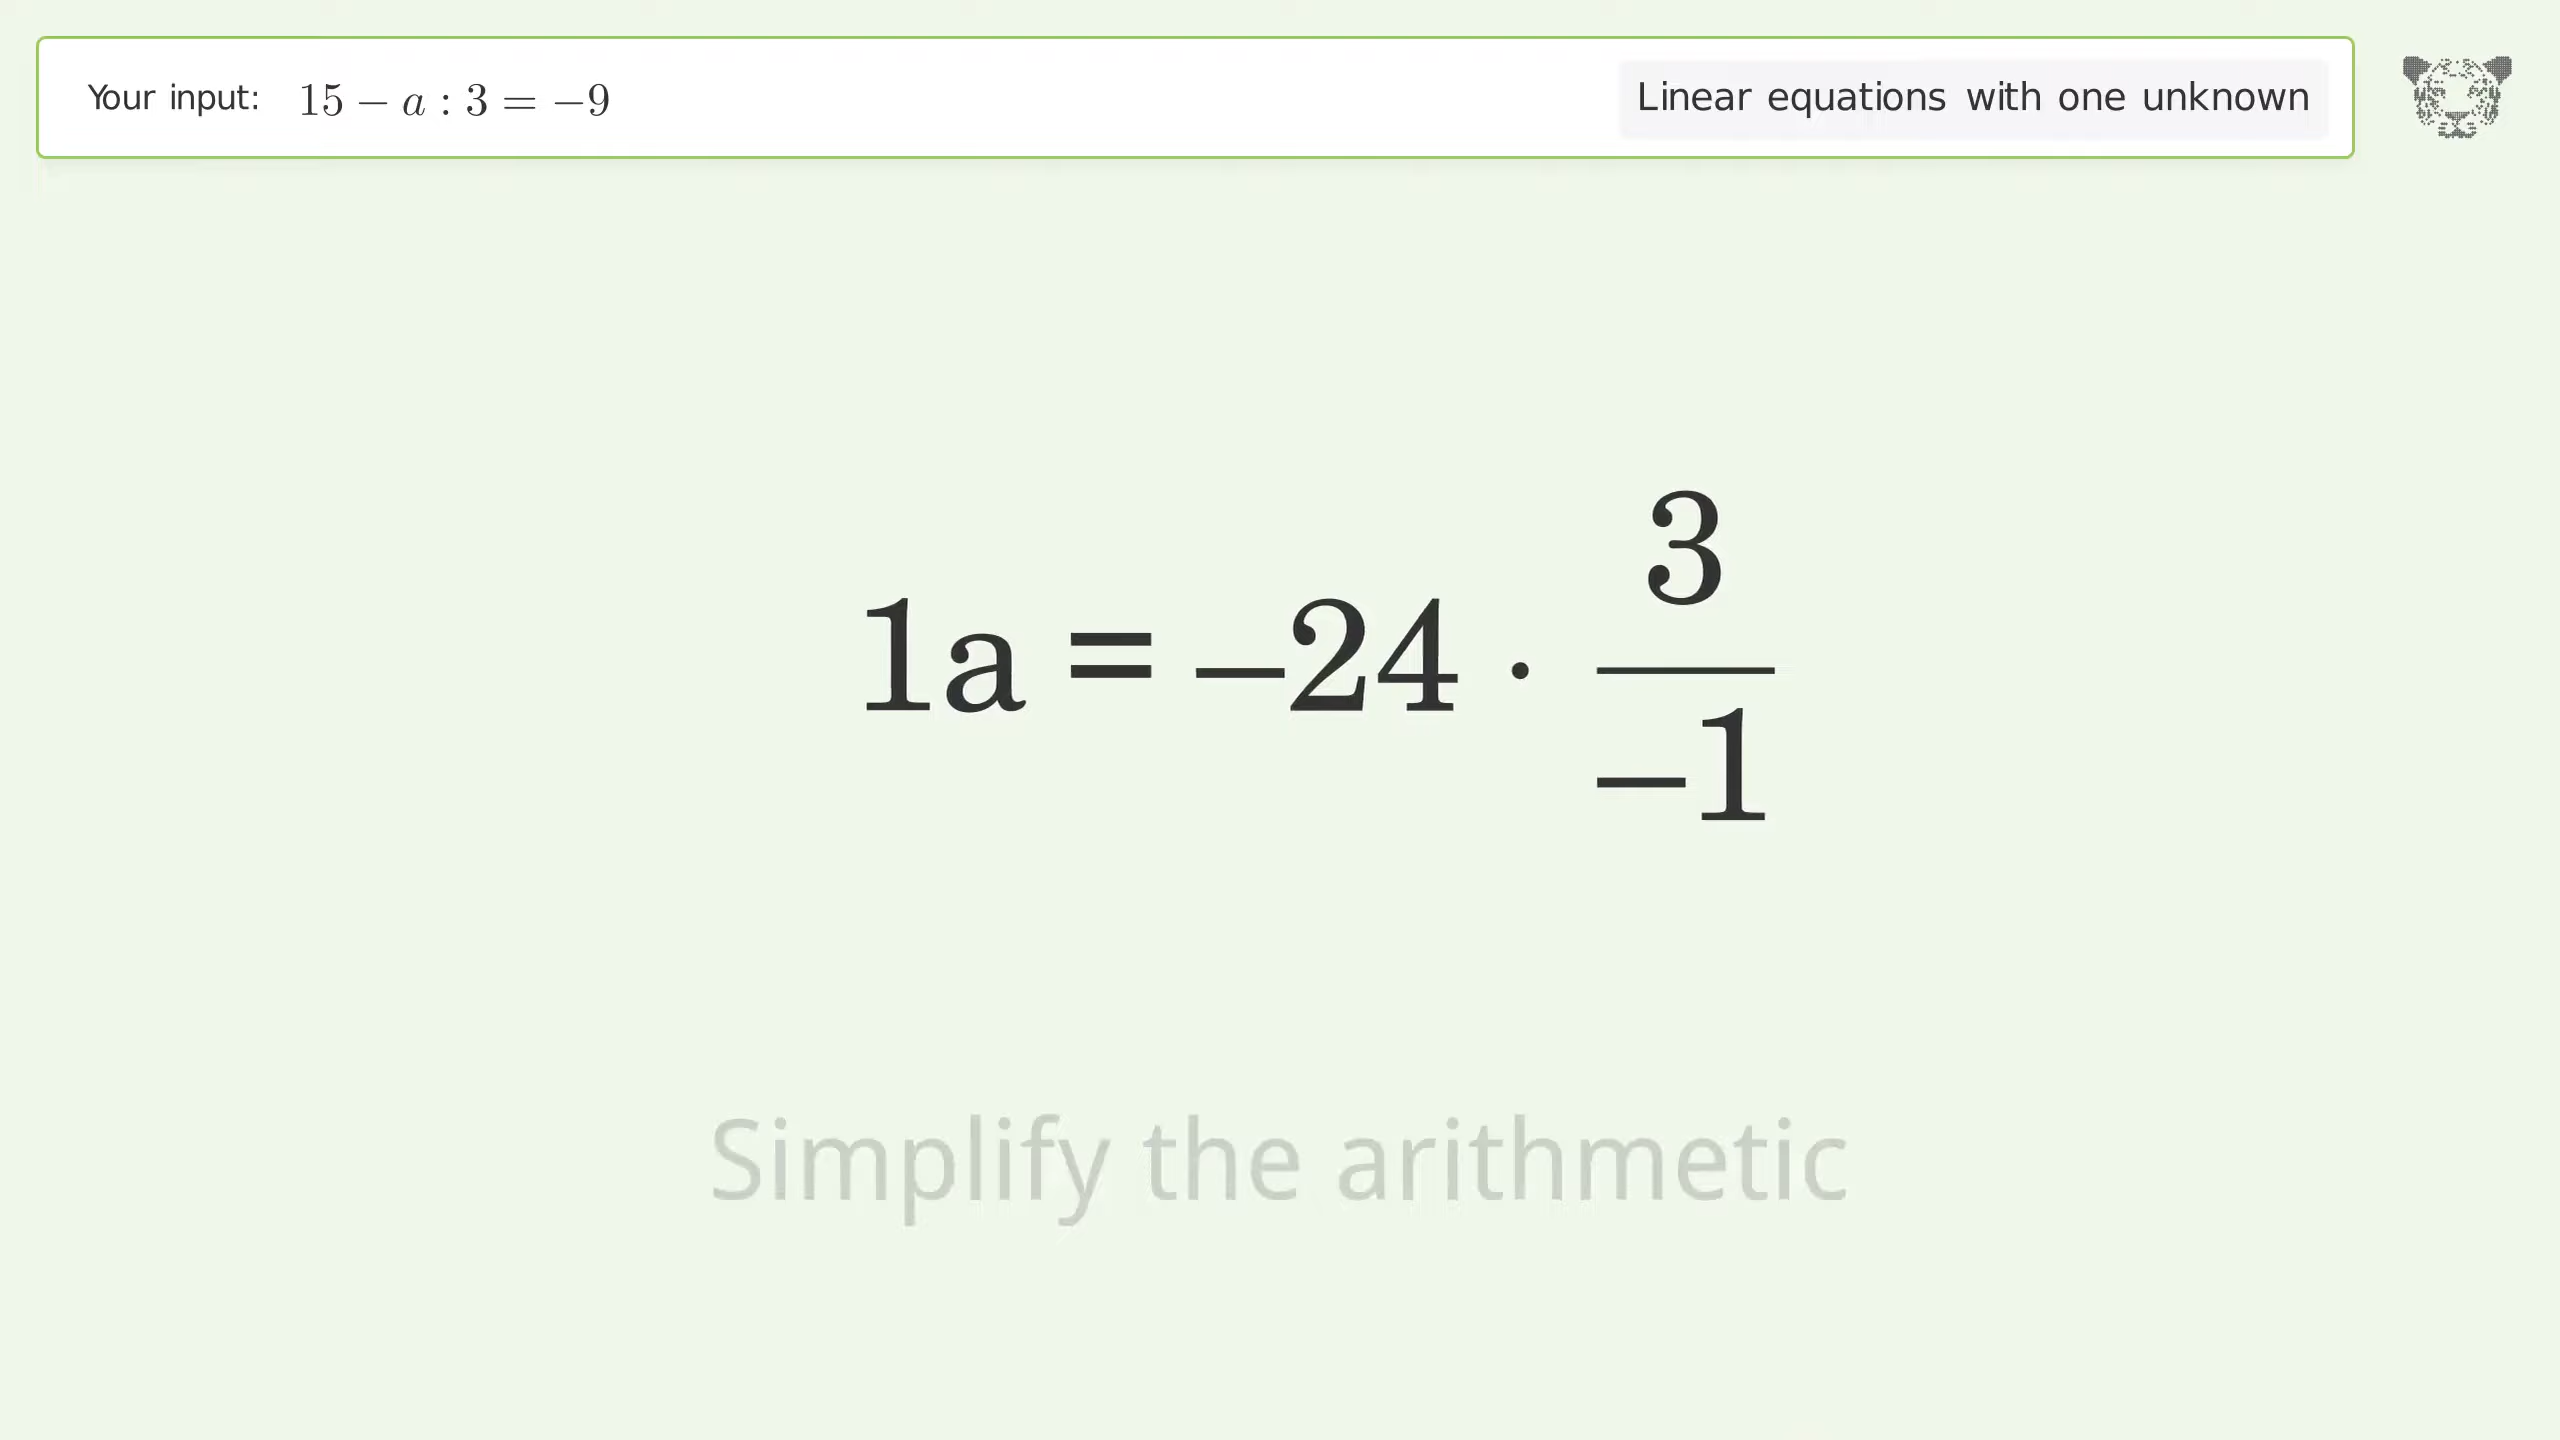 Your input: 15 − a : 3 = −9
Linear equations with one unknown
1a = −24 · 3/−1
Simplify the arithmetic